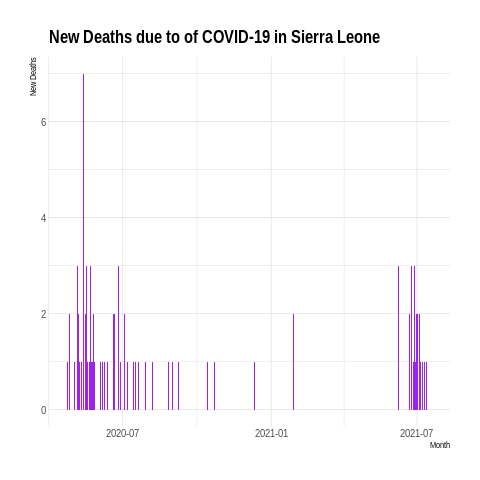 New Deaths due to of COVID-19 in Sierra Leone
New Deaths
6
4
2
0
2020-07
2021-01
2021-07
Month